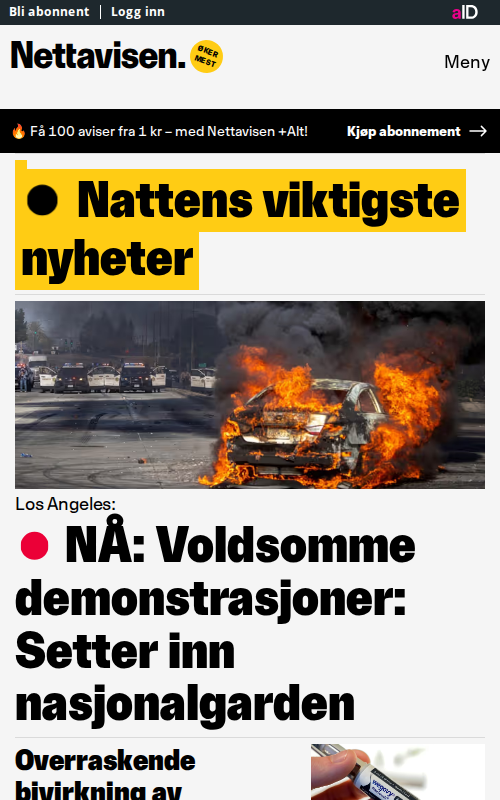 Bli abonnent | Logg inn
aID
Nettavisen.
ØKER
MEST
Meny
🔥 Få 100 aviser fra 1 kr – med Nettavisen +Alt!
Kjøp abonnement →
Nattens viktigste
nyheter
Los Angeles:
NÅ: Voldsomme
demonstrasjoner:
Setter inn
nasjonalgarden
Overraskende
bivirkning av
wegovy